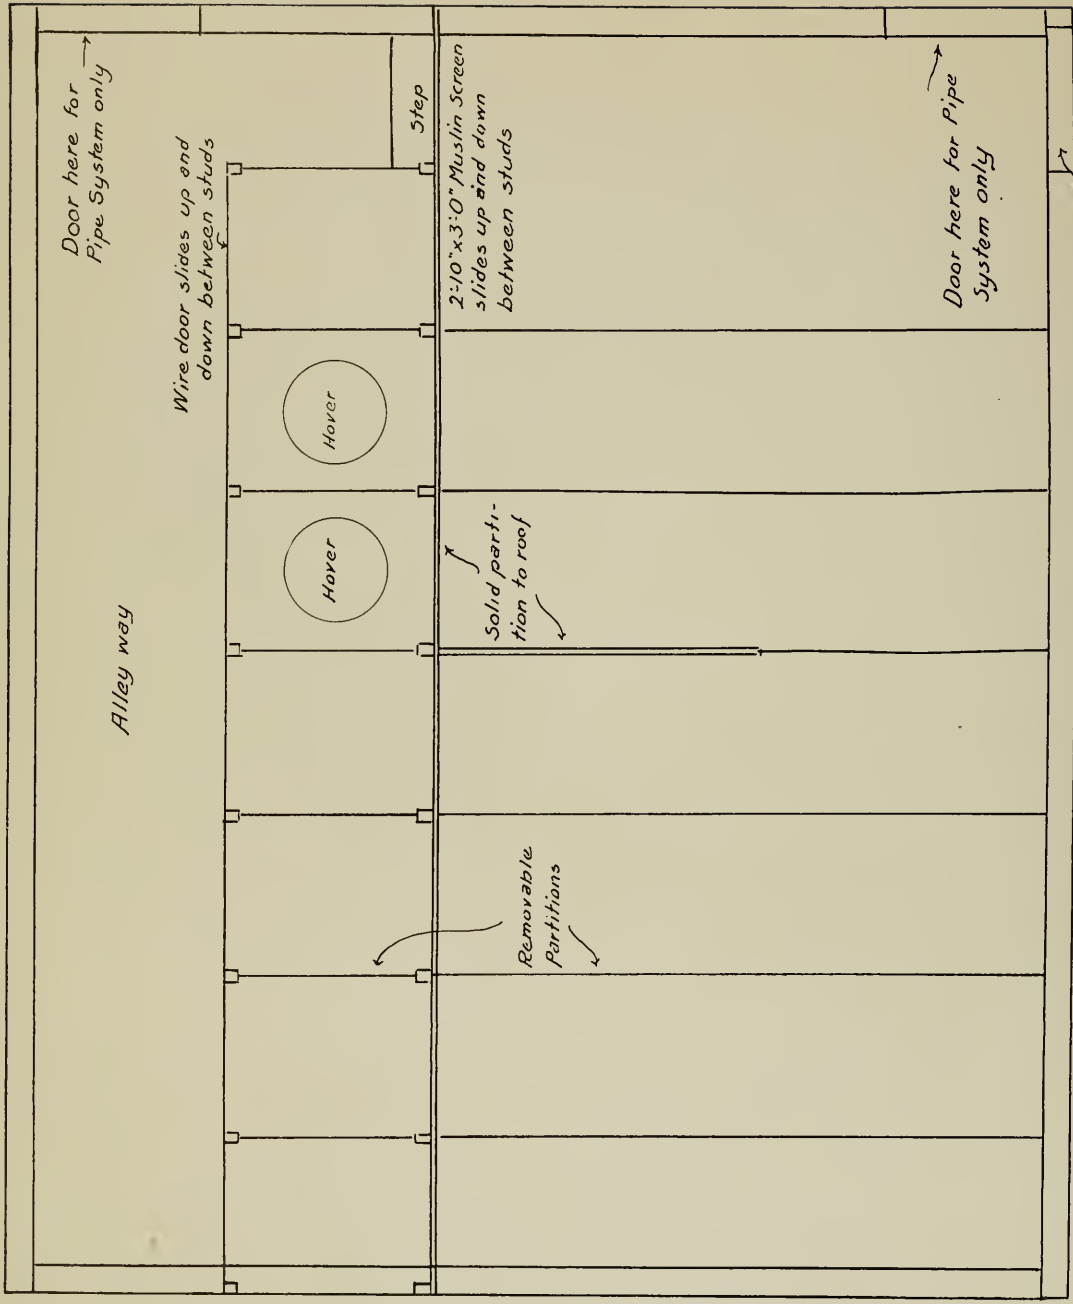 Door here for
Pipe System only
Wire door slides up and
down between studs
Alley way
Step
Hover
Hover
2'-10"x3'-0" Muslin Screen
slides up and down
between studs
Solid parti-
tion to roof
Removable
Partitions
Door here for Pipe
System only